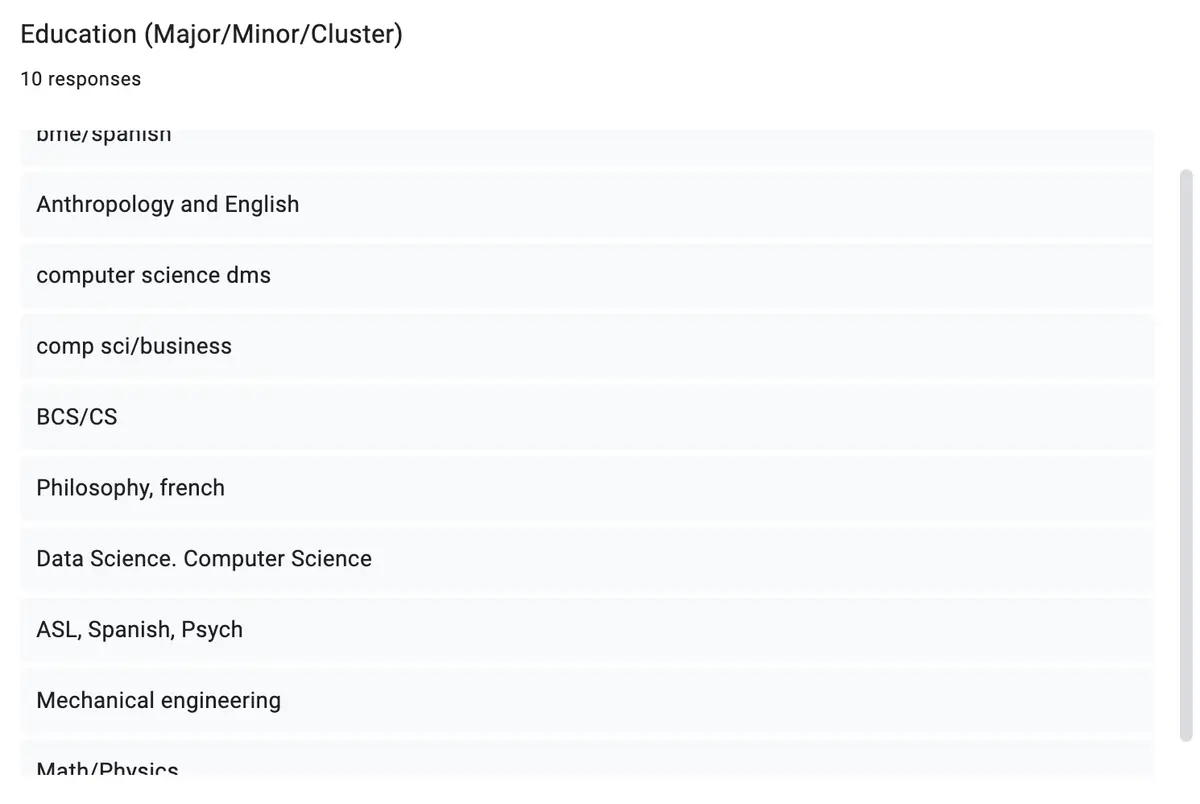 Education (Major/Minor/Cluster)
10 responses
bme/spanish
Anthropology and English
computer science dms
comp sci/business
BCS/CS
Philosophy, french
Data Science. Computer Science
ASL, Spanish, Psych
Mechanical engineering
Math/Physics